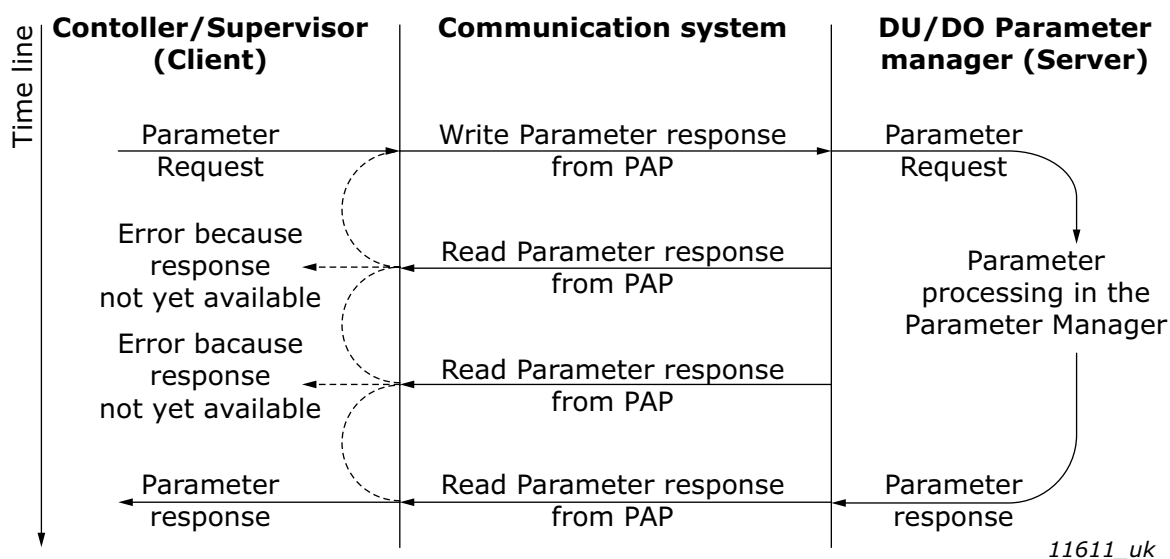 Time line
Contoller/Supervisor
(Client)
Communication system
DU/DO Parameter
manager (Server)
Parameter
Request
Write Parameter response
from PAP
Parameter
Request
Error because
response
not yet available
Read Parameter response
from PAP
Parameter
processing in the
Parameter Manager
Error bacause
response
not yet available
Read Parameter response
from PAP
Parameter
response
Read Parameter response
from PAP
Parameter
response
11611_uk